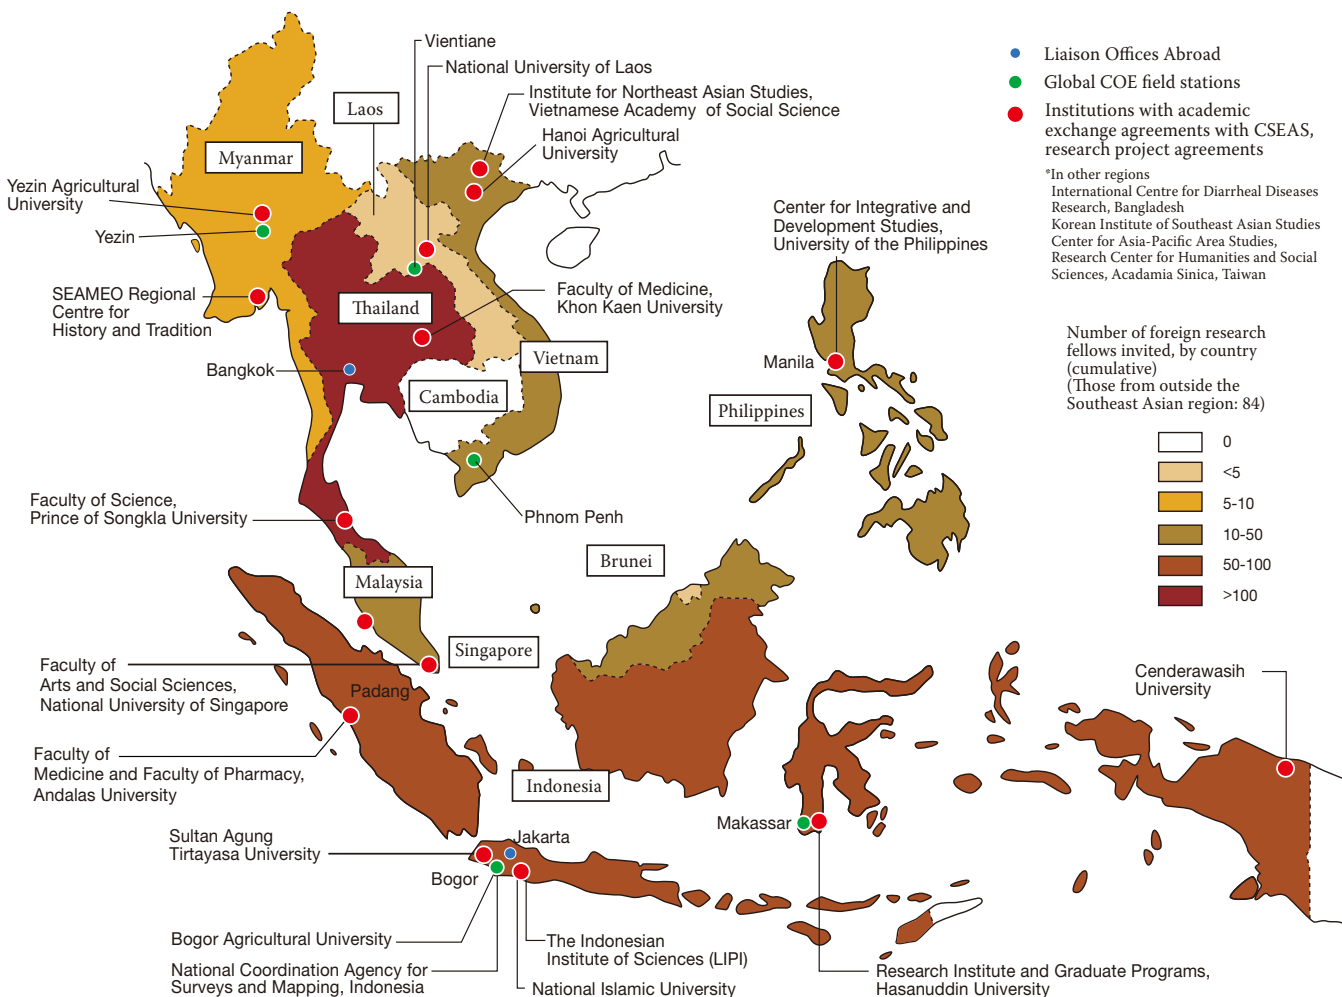 Vientiane
National University of Laos
Institute for Northeast Asian Studies,
Vietnamese Academy of Social Science
Hanoi Agricultural
University
Laos
Myanmar
Yezin Agricultural
University
Yezin
SEAMEO Regional
Centre for
History and Tradition
Thailand
Faculty of Medicine,
Khon Kaen University
Bangkok
Vietnam
Cambodia
Phnom Penh
Faculty of Science,
Prince of Songkla University
Center for Integrative and
Development Studies,
University of the Philippines
Manila
Philippines
Liaison Offices Abroad
Global COE field stations
Institutions with academic
exchange agreements with CSEAS,
research project agreements
*In other regions
International Centre for Diarrheal Diseases
Research, Bangladesh
Korean Institute of Southeast Asian Studies
Center for Asia-Pacific Area Studies,
Research Center for Humanities and Social
Sciences, Acadamia Sinica, Taiwan
Number of foreign research
fellows invited, by country
(cumulative)
(Those from outside the
Southeast Asian region: 84)
0
<5
5-10
10-50
50-100
>100
Brunei
Malaysia
Singapore
Faculty of
Arts and Social Sciences,
National University of Singapore
Padang
Faculty of
Medicine and Faculty of Pharmacy,
Andalas University
Indonesia
Cenderawasih
University
Makassar
Sultan Agung
Tirtayasa University
Jakarta
Bogor
Bogor Agricultural University
National Coordination Agency for
Surveys and Mapping, Indonesia
The Indonesian
Institute of Sciences (LIPI)
National Islamic University
Research Institute and Graduate Programs,
Hasanuddin University